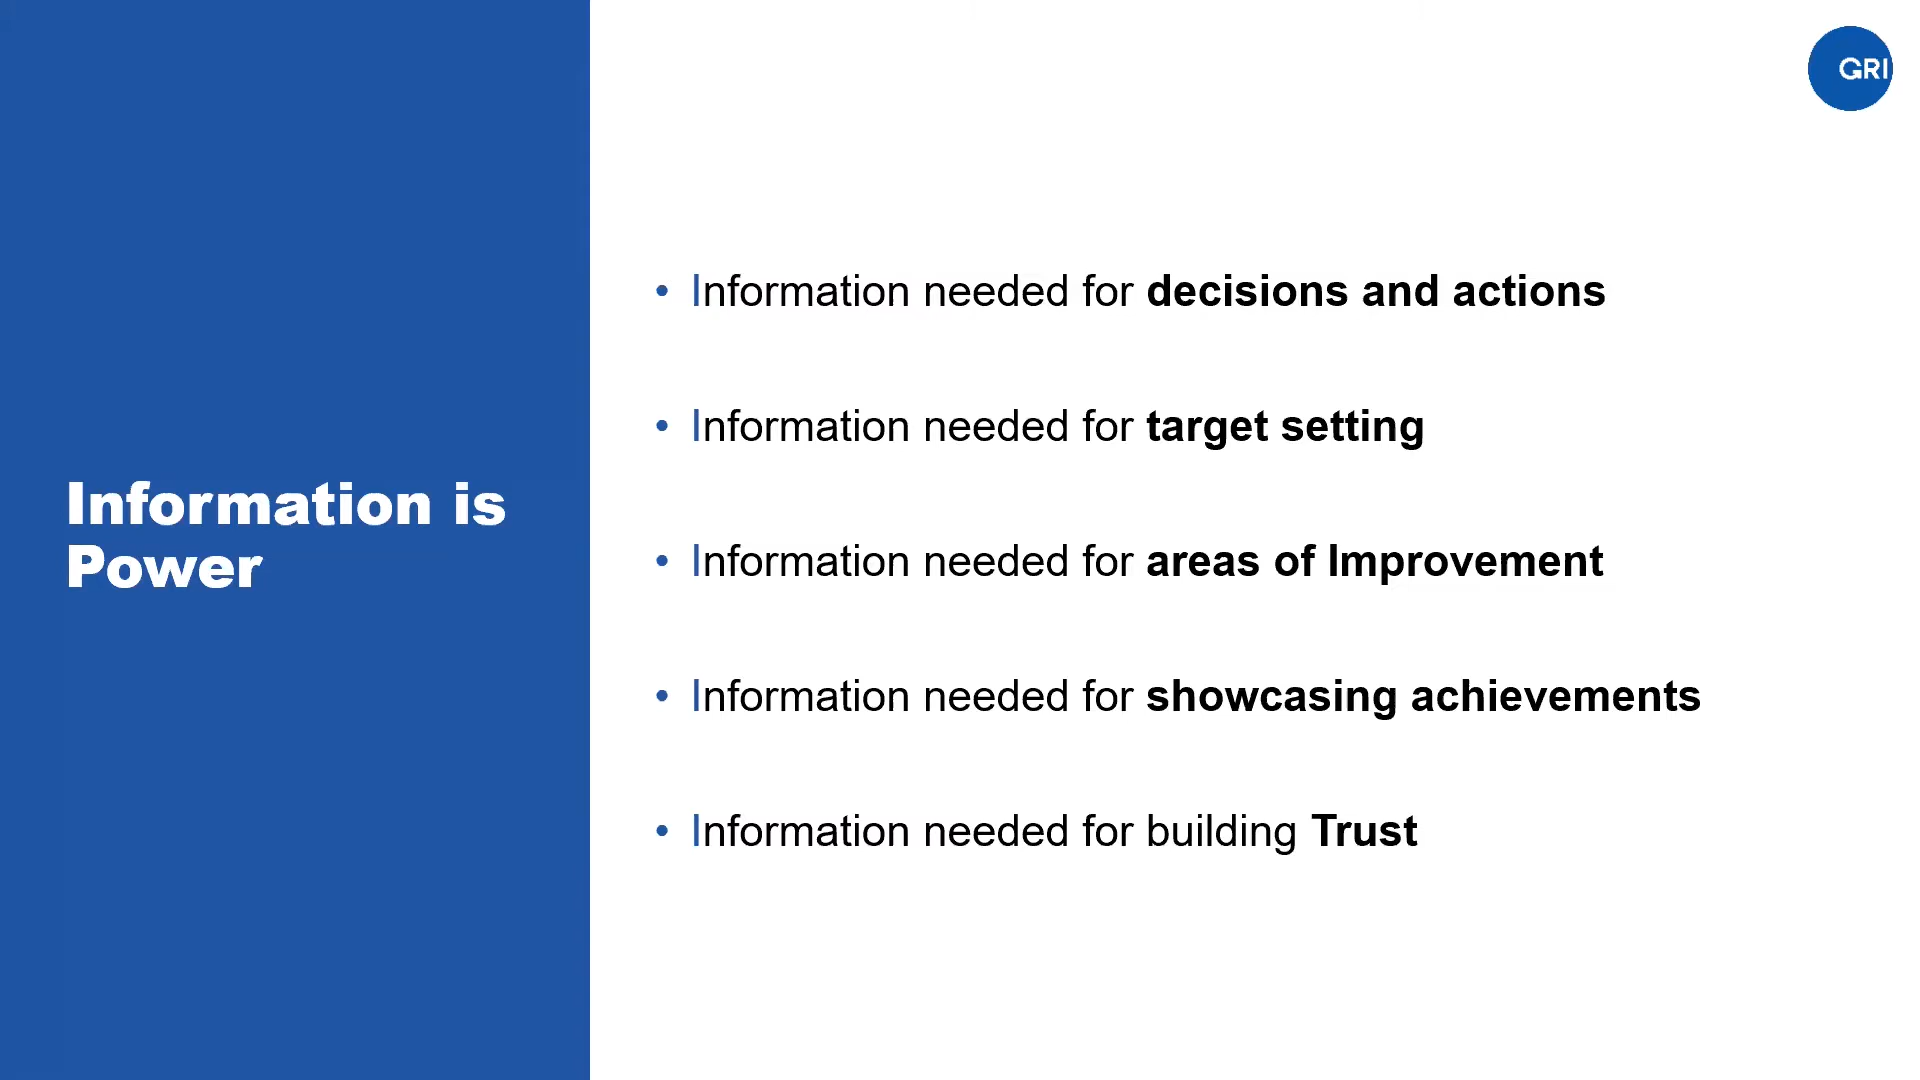 GRI
Information is
Power
• Information needed for decisions and actions
• Information needed for target setting
• Information needed for areas of Improvement
• Information needed for showcasing achievements
• Information needed for building Trust